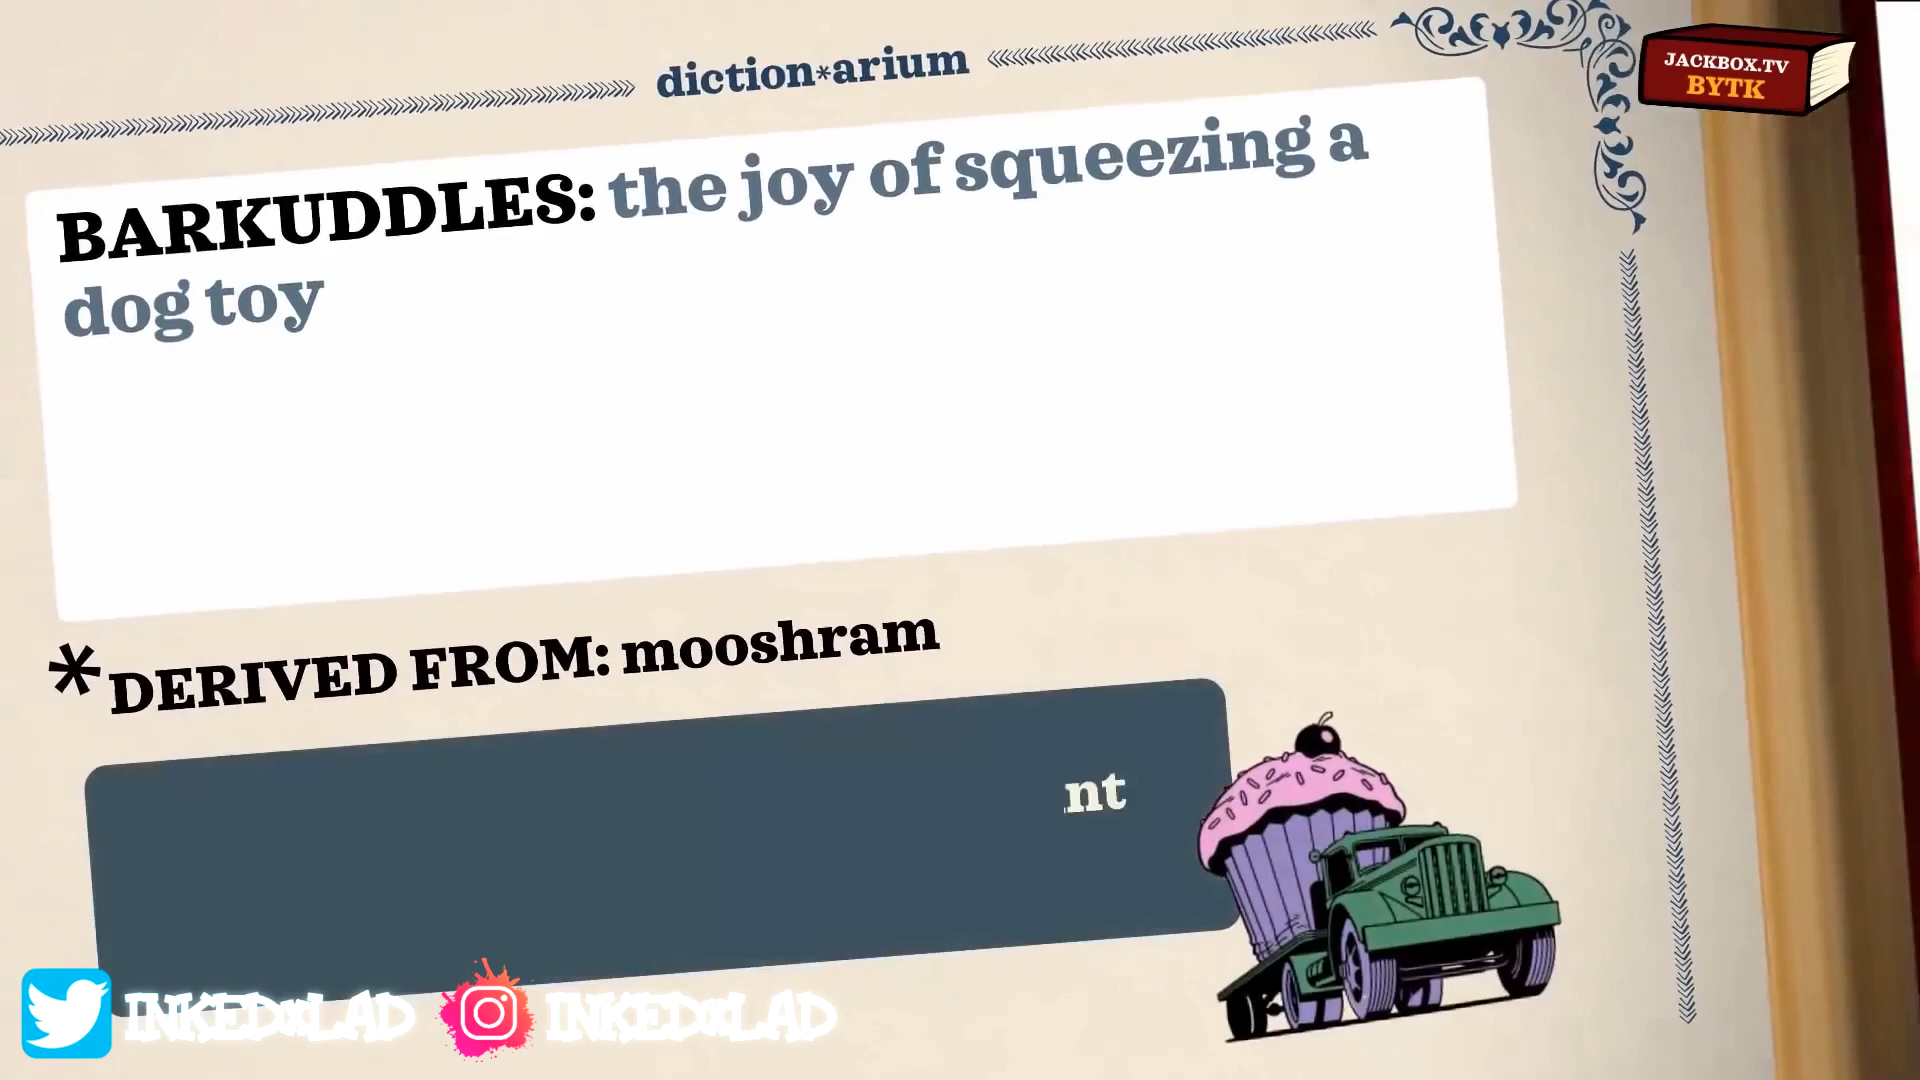 diction*arium
JACKBOX.TV
BYTK
BARKUDDLES: the joy of squeezing a
dog toy
*DERIVED FROM: mooshram
nt
INKEDxLAD
INKEDxLAD